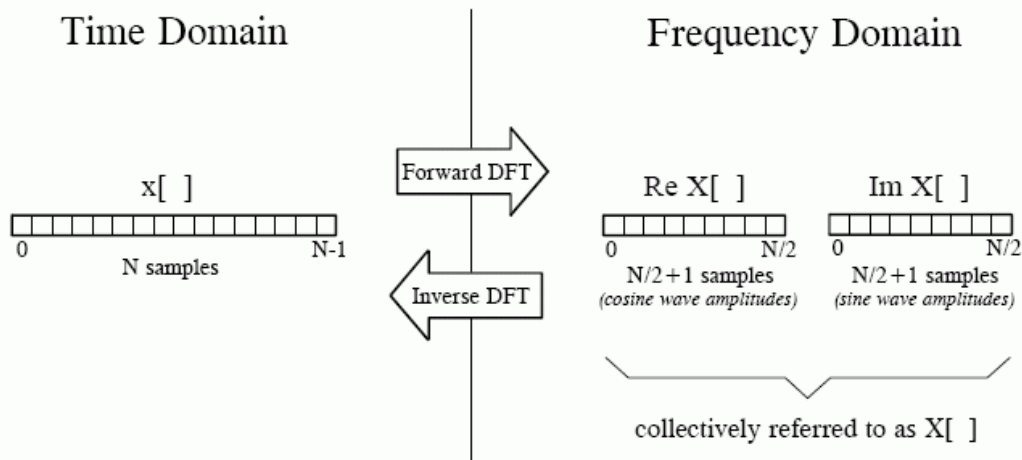 Time Domain
Frequency Domain
Forward DFT
x[ ]
0
N-1
N samples
Inverse DFT
Re X[ ]
0
N/2
N/2+1 samples
(cosine wave amplitudes)
Im X[ ]
0
N/2
N/2+1 samples
(sine wave amplitudes)
collectively referred to as X[ ]